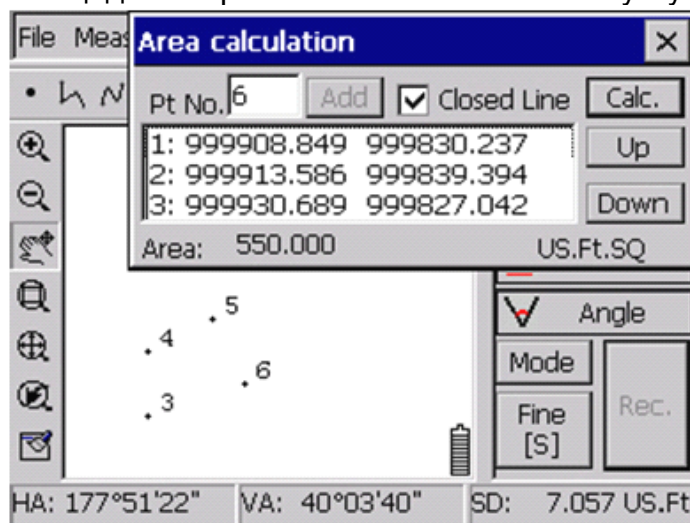 File Meas
Area calculation
Pt No. 6 Add Closed Line Calc.
1: 999908.849 999830.237
2: 999913.586 999839.394
3: 999930.689 999827.042
Up
Down
Area: 550.000 US.Ft.SQ
5
4
6
3
Angle
Mode
Fine
[S]
Rec.
HA: 177°51'22" VA: 40°03'40" SD: 7.057 US.Ft